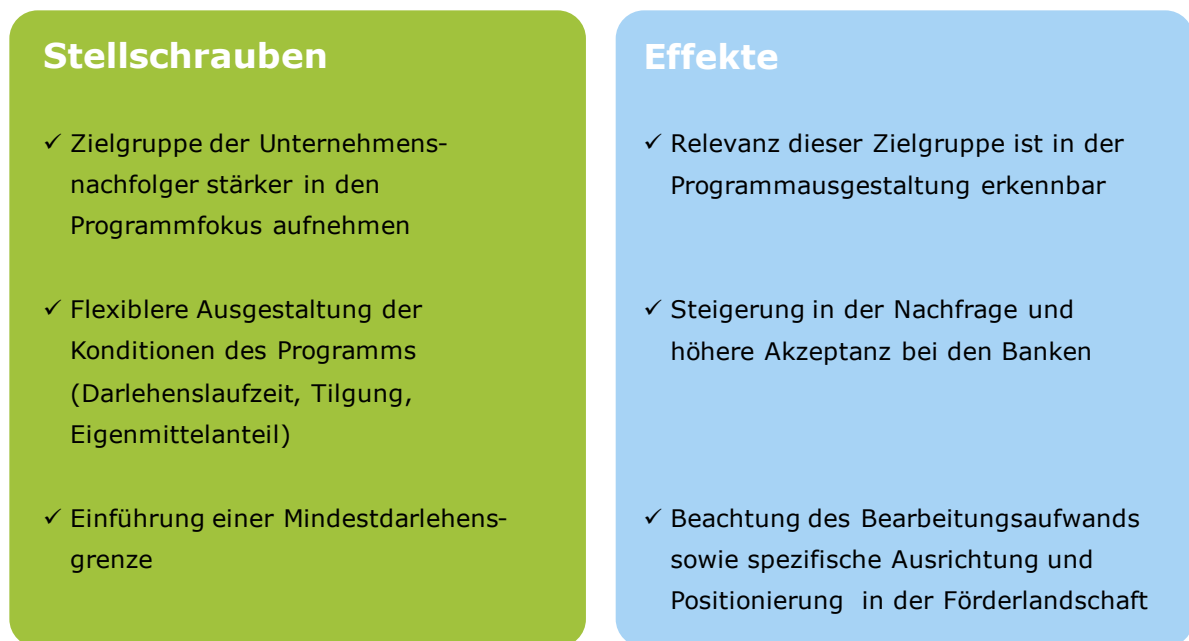 Stellschrauben
✓ Zielgruppe der Unternehmens-
nachfolger stärker in den
Programmfokus aufnehmen
✓ Flexiblere Ausgestaltung der
Konditionen des Programms
(Darlehenslaufzeit, Tilgung,
Eigenmittelanteil)
✓ Einführung einer Mindestdarlehens-
grenze
Effekte
✓ Relevanz dieser Zielgruppe ist in der
Programmausgestaltung erkennbar
✓ Steigerung in der Nachfrage und
höhere Akzeptanz bei den Banken
✓ Beachtung des Bearbeitungsaufwands
sowie spezifische Ausrichtung und
Positionierung in der Förderlandschaft